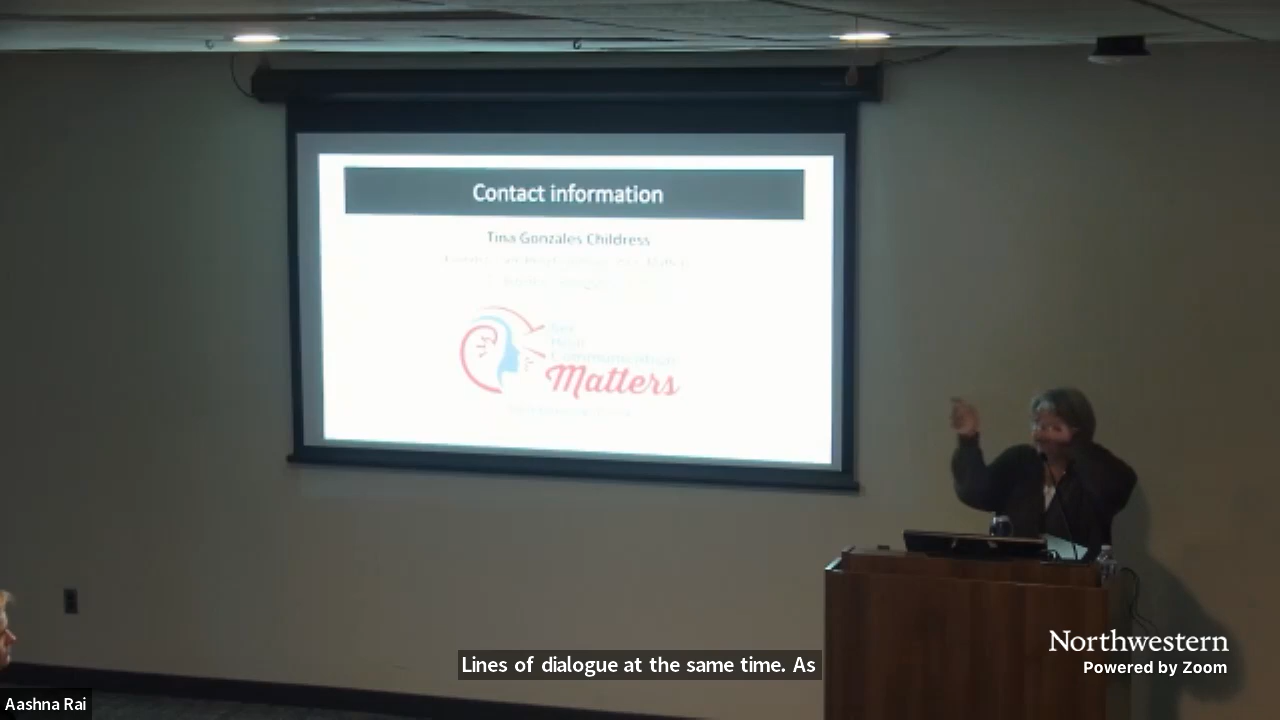 Contact information
Tina Gonzales Childress
Communication
Matters
Lines of dialogue at the same time. As
Northwestern
Powered by Zoom
Aashna Rai